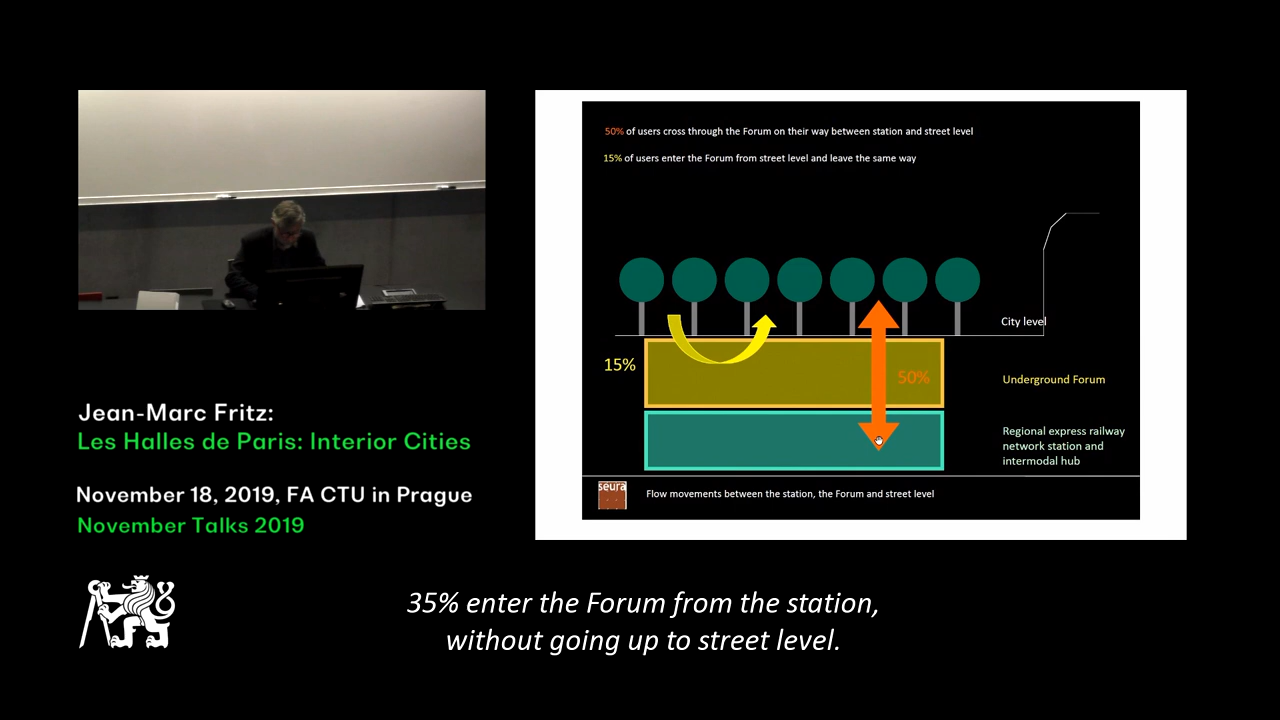 50% of users cross through the Forum on their way between station and street level
15% of users enter the Forum from street level and leave the same way
City level
15%
50%
Underground Forum
Regional express railway
network station and
intermodal hub
seura
Flow movements between the station, the Forum and street level
Jean-Marc Fritz:
Les Halles de Paris: Interior Cities
November 18, 2019, FA CTU in Prague
November Talks 2019
35% enter the Forum from the station,
without going up to street level.